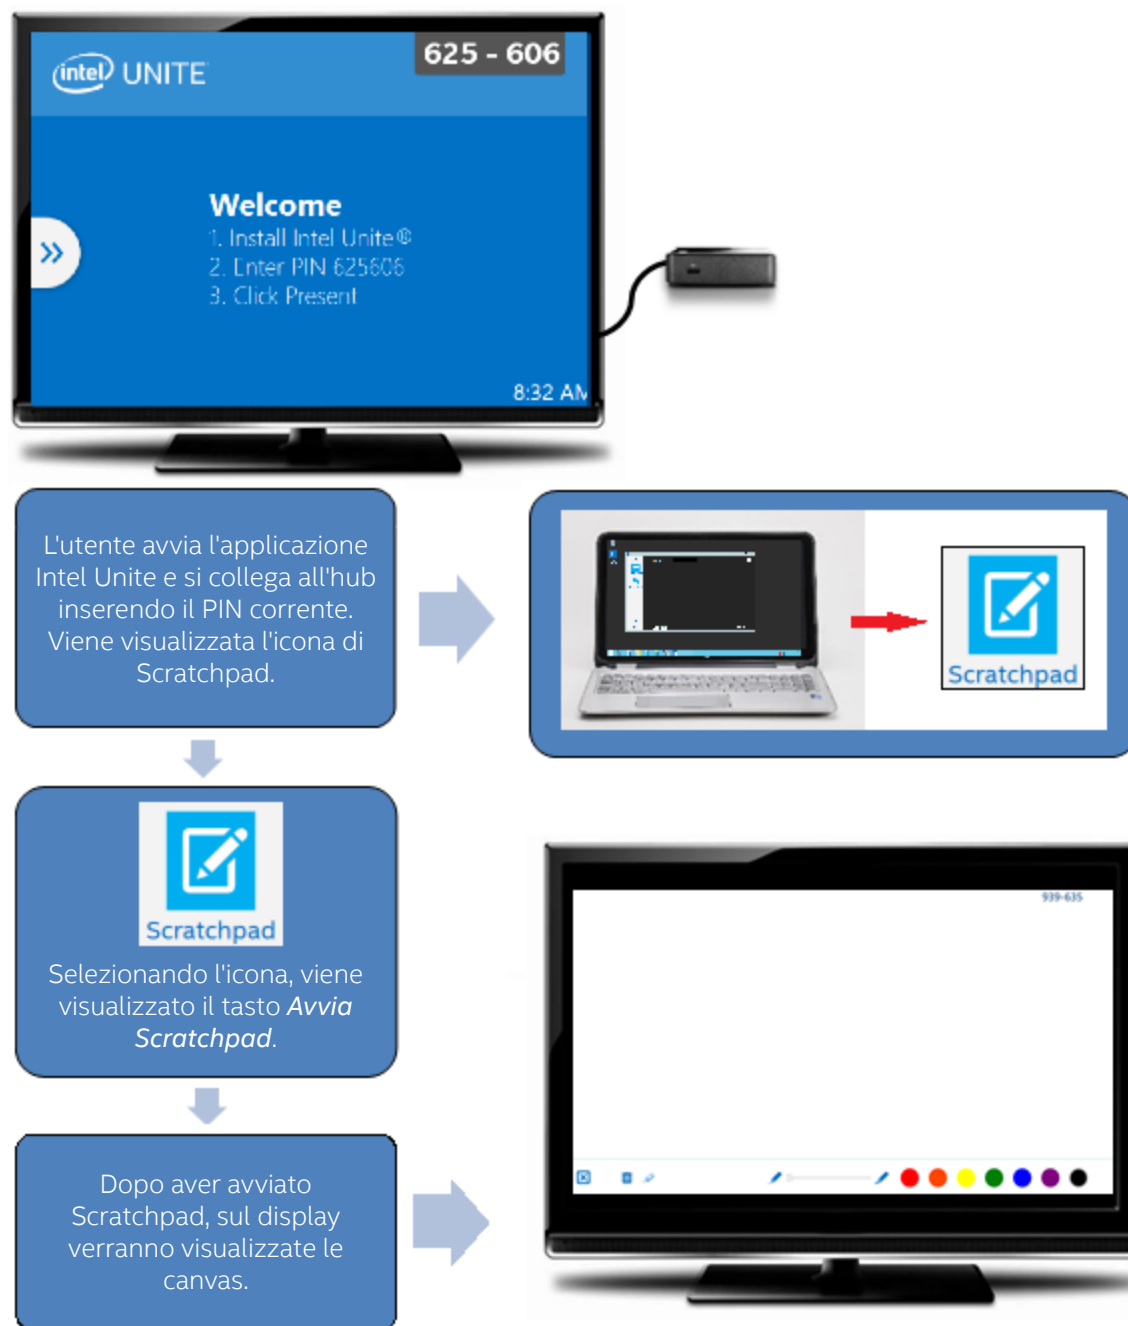 625 - 606
intel UNITE
Welcome
1. Install Intel Unite®
2. Enter PIN 625606
3. Click Present
8:32 AM
L'utente avvia l'applicazione
Intel Unite e si collega all'hub
inserendo il PIN corrente.
Viene visualizzata l'icona di
Scratchpad.
Scratchpad
Scratchpad
Selezionando l'icona, viene
visualizzato il tasto Avvia
Scratchpad.
939-635
Dopo aver avviato
Scratchpad, sul display
verranno visualizzate le
canvas.